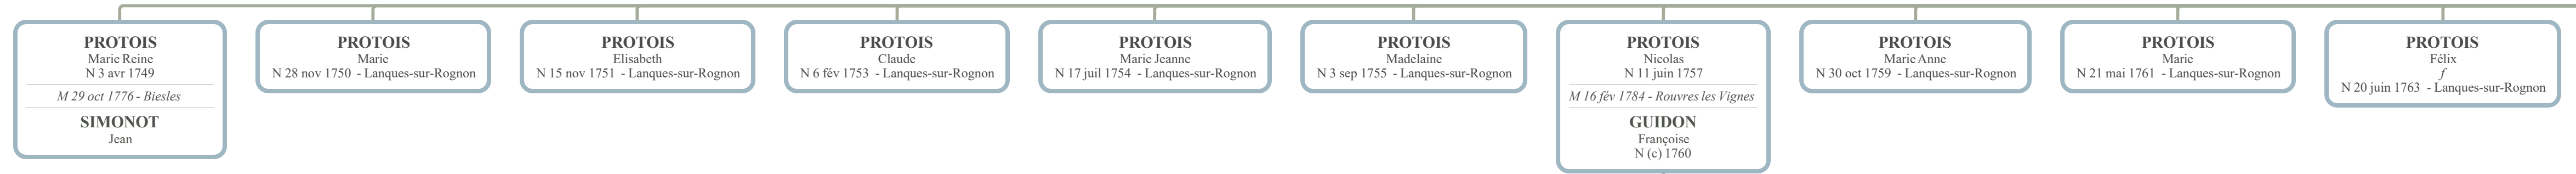 PROTOIS
Marie Reine
N 3 avr 1749
M 29 oct 1776 - Biesles
SIMONOT
Jean
PROTOIS
Marie
N 28 nov 1750 - Lanques-sur-Rognon
PROTOIS
Elisabeth
N 15 nov 1751 - Lanques-sur-Rognon
PROTOIS
Claude
N 6 fév 1753 - Lanques-sur-Rognon
PROTOIS
Marie Jeanne
N 17 juil 1754 - Lanques-sur-Rognon
PROTOIS
Madelaine
N 3 sep 1755 - Lanques-sur-Rognon
PROTOIS
Nicolas
N 11 juin 1757
M 16 fév 1784 - Rouvres les Vignes
GUIDON
Françoise
N (c) 1760
PROTOIS
Marie Anne
N 30 oct 1759 - Lanques-sur-Rognon
PROTOIS
Marie
N 21 mai 1761 - Lanques-sur-Rognon
PROTOIS
Félix
f
N 20 juin 1763 - Lanques-sur-Rognon